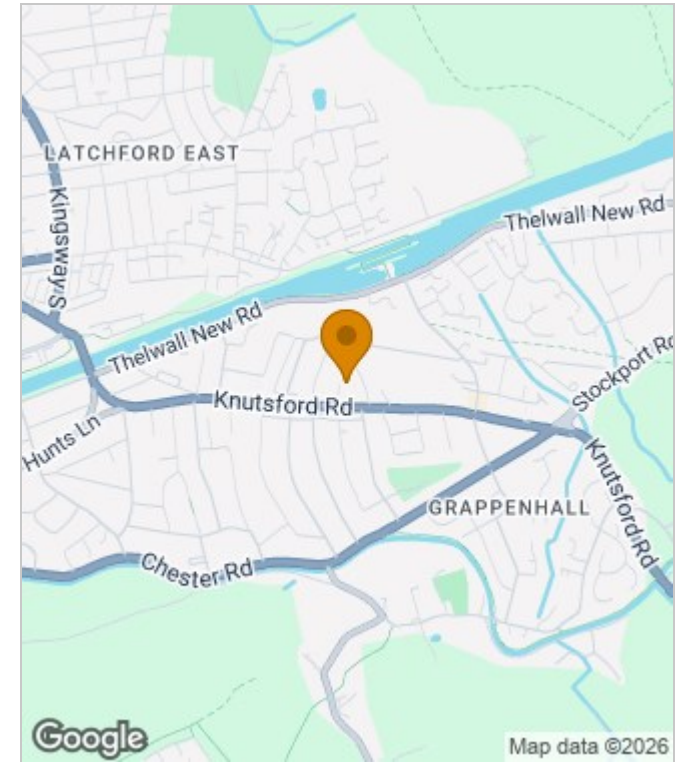 LATCHFORD EAST
Kingsway S
Thelwall New Rd
Thelwall New Rd
Stockport Rd
Knutsford Rd
Hunts Ln
Knutsford Rd
GRAPPENHALL
Chester Rd
Google
Map data ©2026